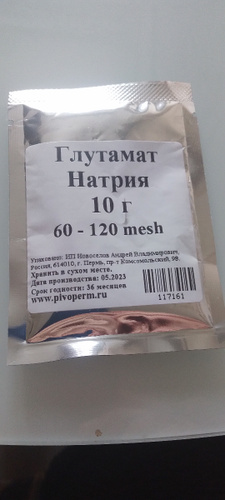 Глутамат
Натрия
10 г
60 - 120 mesh
Упаковано: ИП Новоселов Андрей Владимирович,
Россия, 614010, г. Пермь, пр-т Комсомольский, 98.
Хранить в сухом месте.
Дата производства: 05.2023
Срок годности: 36 месяцев
www.pivoperm.ru
117161